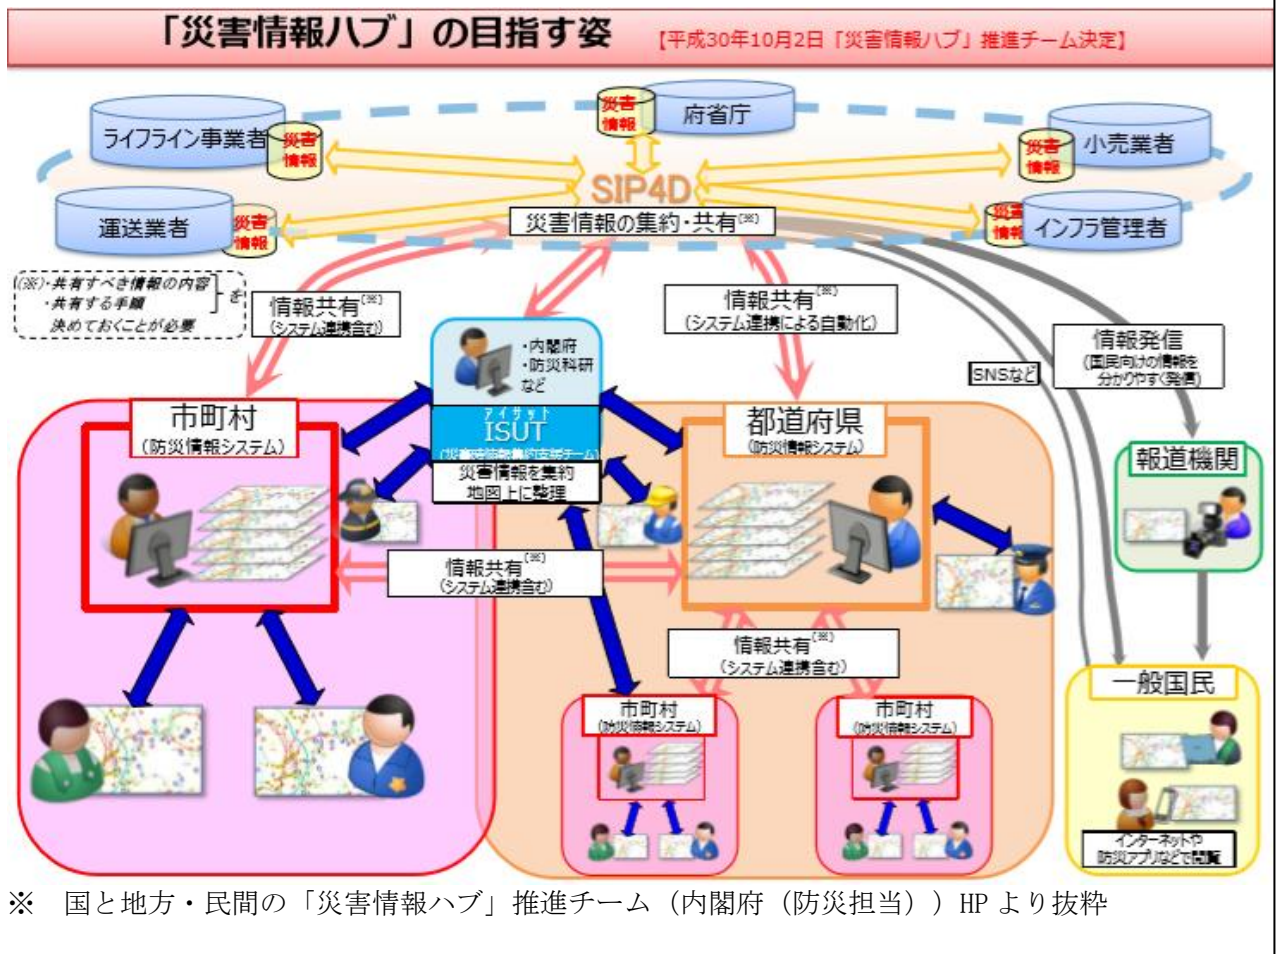 「災害情報ハブ」の目指す姿
【平成30年10月2日「災害情報ハブ」推進チーム決定】
ライフライン事業者
災害
情報
災害
情報
府省庁
災害
情報
小売業者
運送業者
災害
情報
SIP4D
災害情報の集約・共有(※)
災害
情報
インフラ管理者
(※)・共有すべき情報の内容
・共有する手順
を
決めておくことが必要
情報共有(※)
(システム連携含む)
・内閣府
・防災科研
など
アイサット
ISUT
(災害時情報集約支援チーム)
災害情報を集約
地図上に整理
情報共有(※)
(システム連携による自動化)
SNSなど
情報発信
(国民向けの情報を
分かりやすく発信)
市町村
(防災情報システム)
都道府県
(防災情報システム)
報道機関
情報共有(※)
(システム連携含む)
情報共有(※)
(システム連携含む)
市町村
(防災情報システム)
市町村
(防災情報システム)
一般国民
インターネットや
防災アプリなどで閲覧
※　国と地方・民間の「災害情報ハブ」推進チーム（内閣府（防災担当））HPより抜粋